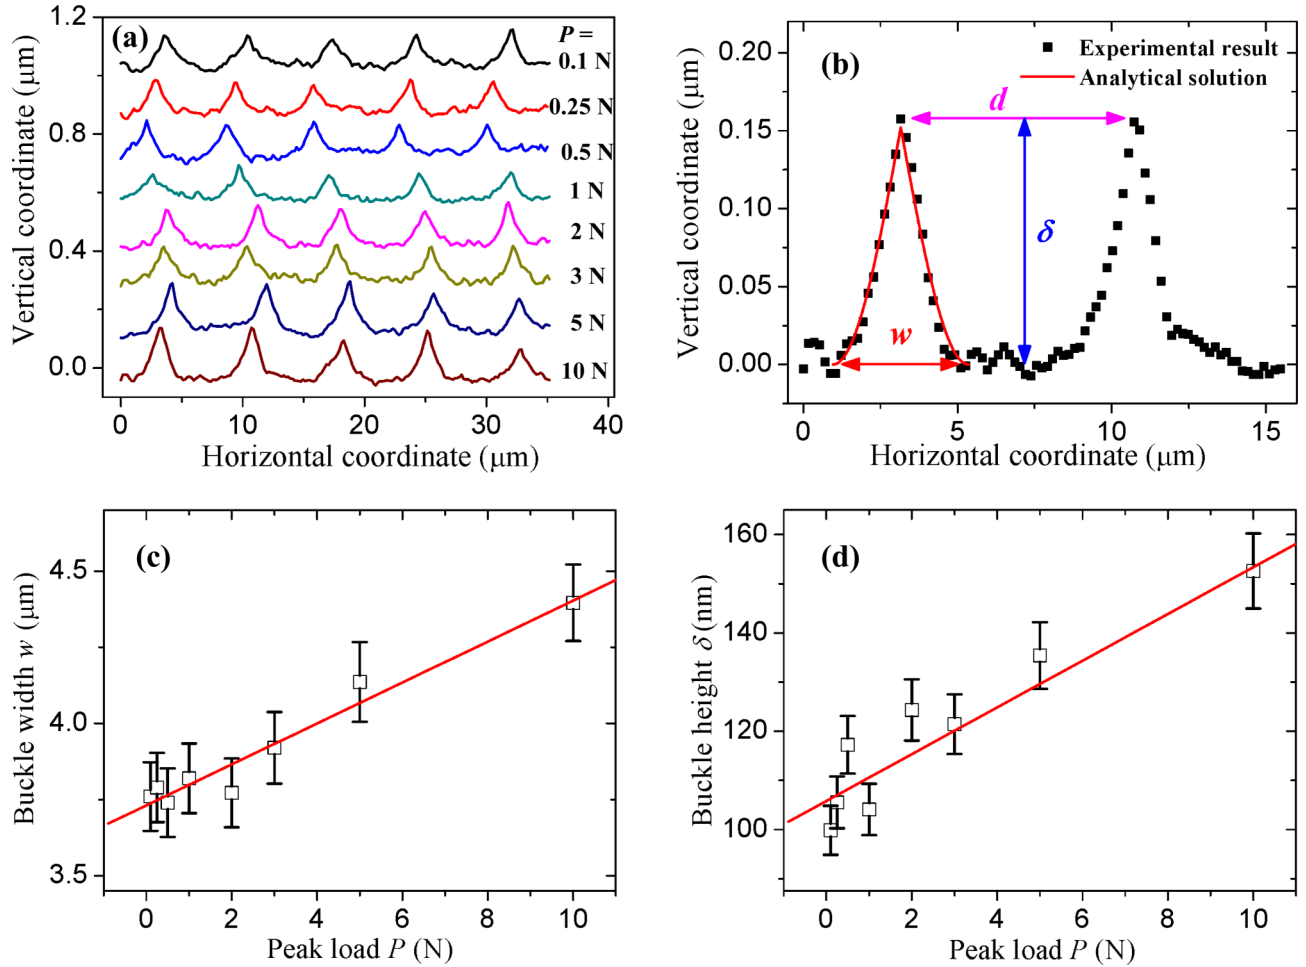 (a)
P =
0.1 N
0.25 N
0.5 N
1 N
2 N
3 N
5 N
10 N
1.2
0.8
0.4
0.0
0 10 20 30 40
Vertical coordinate (μm)
Horizontal coordinate (μm)
(b)
Experimental result
Analytical solution
d
δ
w
0.20
0.15
0.10
0.05
0.00
0 5 10 15
Vertical coordinate (μm)
Horizontal coordinate (μm)
(c)
4.5
4.0
3.5
0 2 4 6 8 10
Buckle width w (μm)
Peak load P (N)
(d)
160
140
120
100
0 2 4 6 8 10
Buckle height δ (nm)
Peak load P (N)